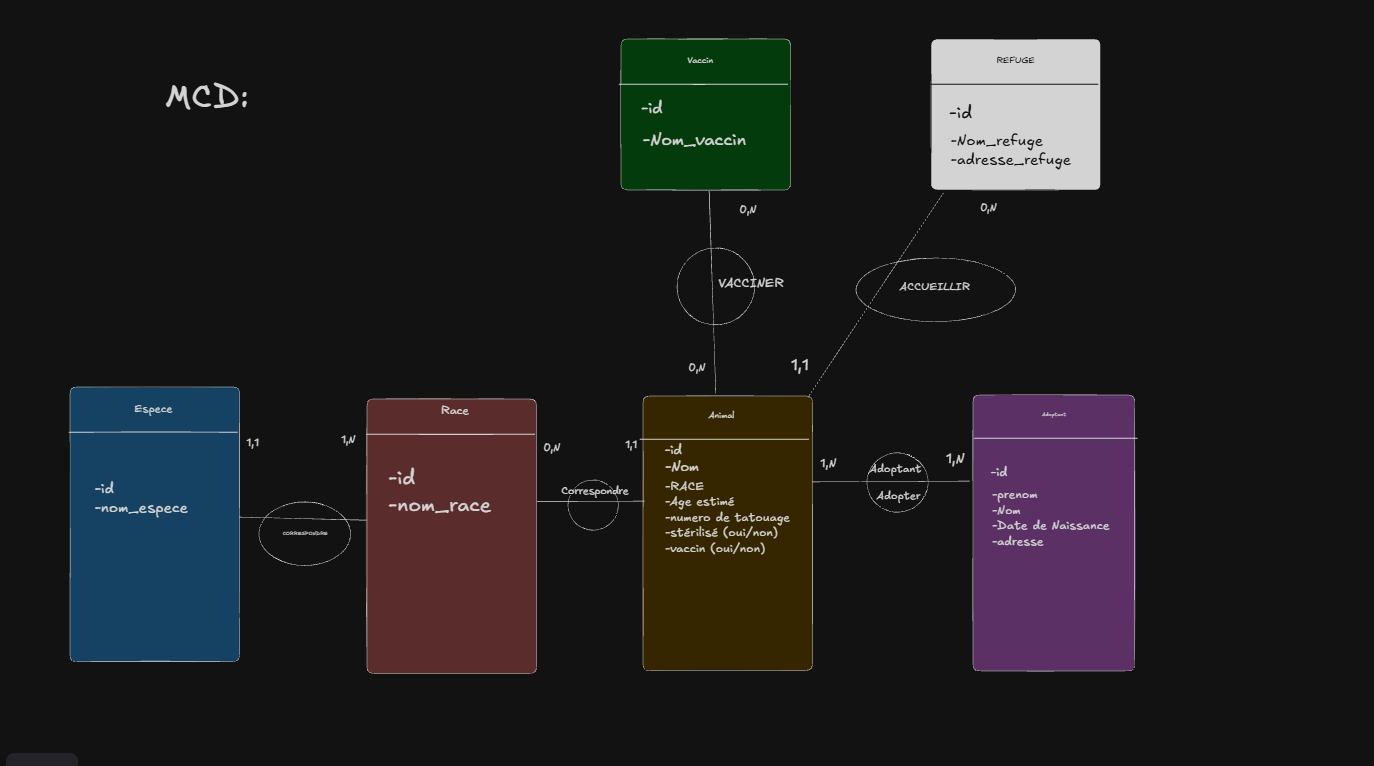 MCD:
Vaccin
-id
-Nom_vaccin
0,N
VACCINER
0,N
REFUGE
-id
-Nom_refuge
-adresse_refuge
0,N
ACCUEILLIR
1,1
Espece
-id
-nom_espece
1,1
CORRESPONDRE
1,N
Race
-id
-nom_race
0,N
Correspondre
1,1
Animal
-id
-Nom
-RACE
-Age estimé
-numero de tatouage
-stérilisé (oui/non)
-vaccin (oui/non)
1,N
Adoptant
Adopter
1,N
Adoptant
-id
-prenom
-Nom
-Date de Naissance
-adresse